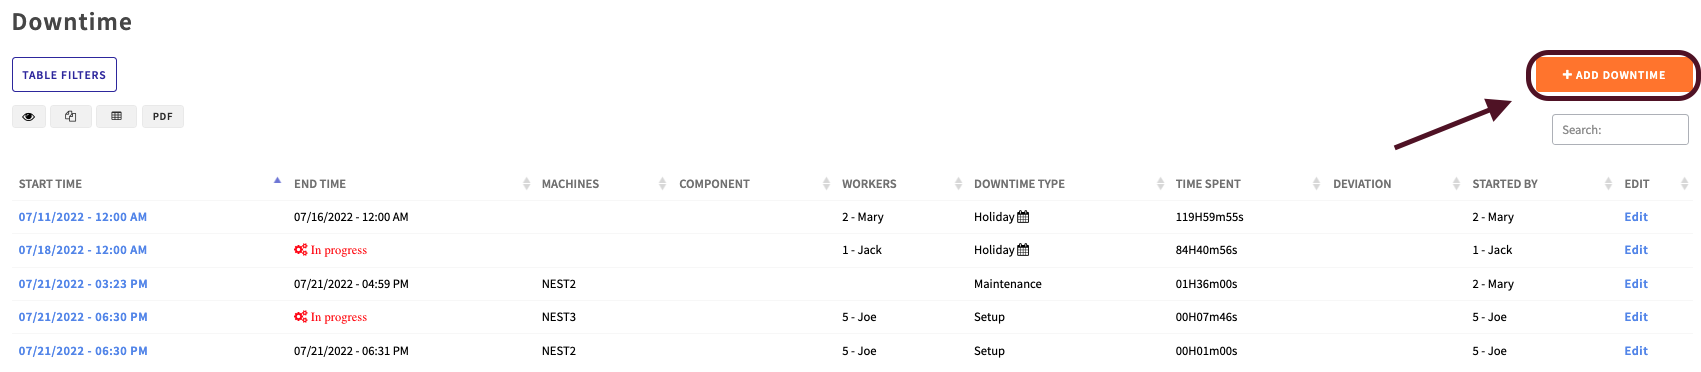 Downtime
TABLE FILTERS
+ ADD DOWNTIME
PDF
Search:
START TIME END TIME MACHINES COMPONENT WORKERS DOWNTIME TYPE TIME SPENT DEVIATION STARTED BY EDIT
07/11/2022 - 12:00 AM 07/16/2022 - 12:00 AM 2 - Mary Holiday 119H59m55s 2 - Mary Edit
07/18/2022 - 12:00 AM In progress 1 - Jack Holiday 84H40m56s 1 - Jack Edit
07/21/2022 - 03:23 PM 07/21/2022 - 04:59 PM NEST2 Maintenance 01H36m00s 2 - Mary Edit
07/21/2022 - 06:30 PM In progress NEST3 5 - Joe Setup 00H07m46s 5 - Joe Edit
07/21/2022 - 06:30 PM 07/21/2022 - 06:31 PM NEST2 5 - Joe Setup 00H01m00s 5 - Joe Edit